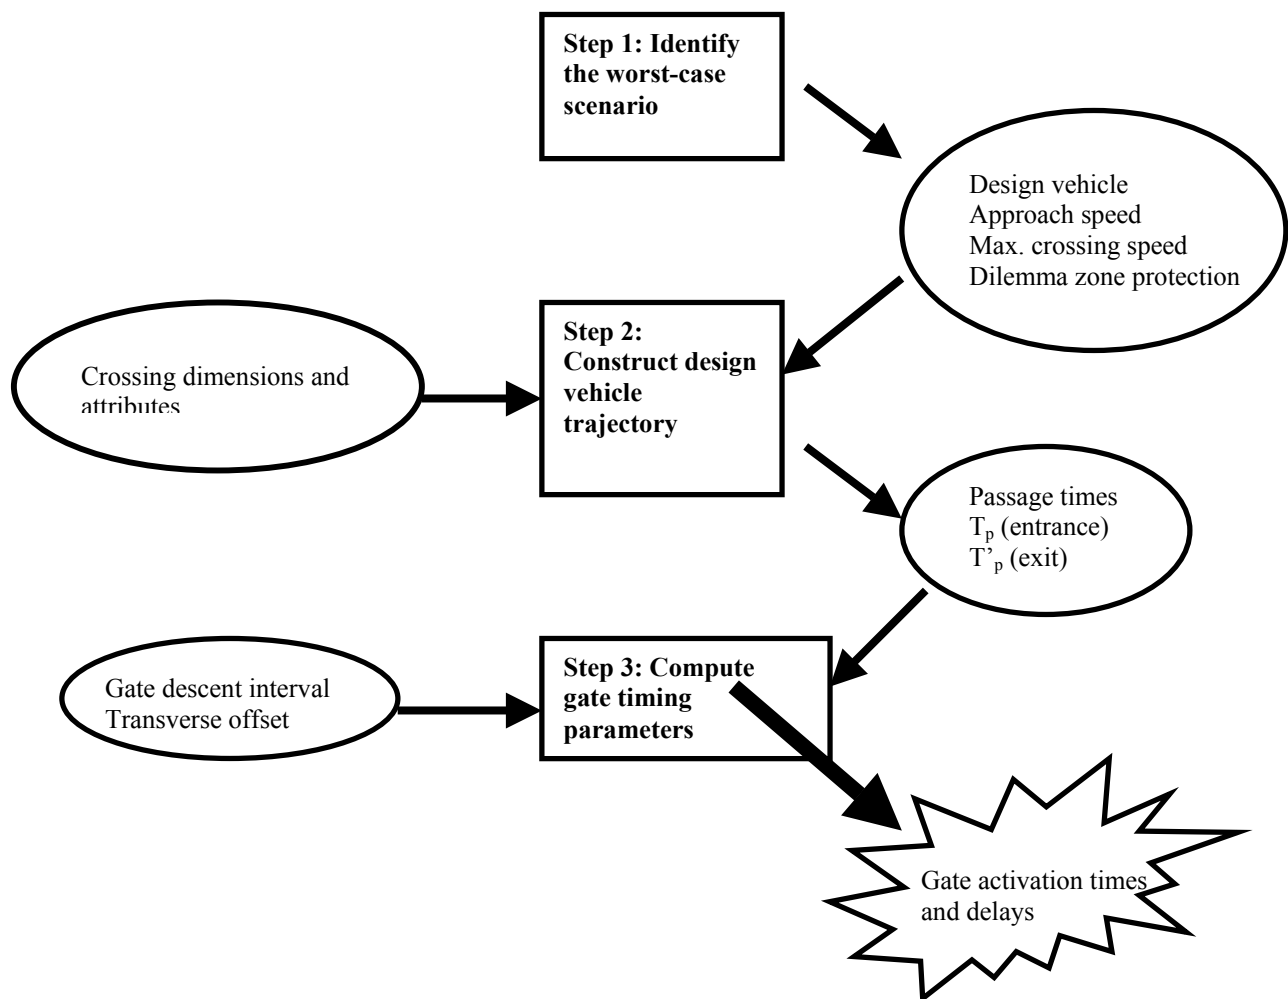 Step 1: Identify
the worst-case
scenario
Design vehicle
Approach speed
Max. crossing speed
Dilemma zone protection
Step 2:
Construct design
vehicle
trajectory
Crossing dimensions and
attributes
Passage times
Tp (entrance)
T’p (exit)
Step 3: Compute
gate timing
parameters
Gate descent interval
Transverse offset
Gate activation times
and delays